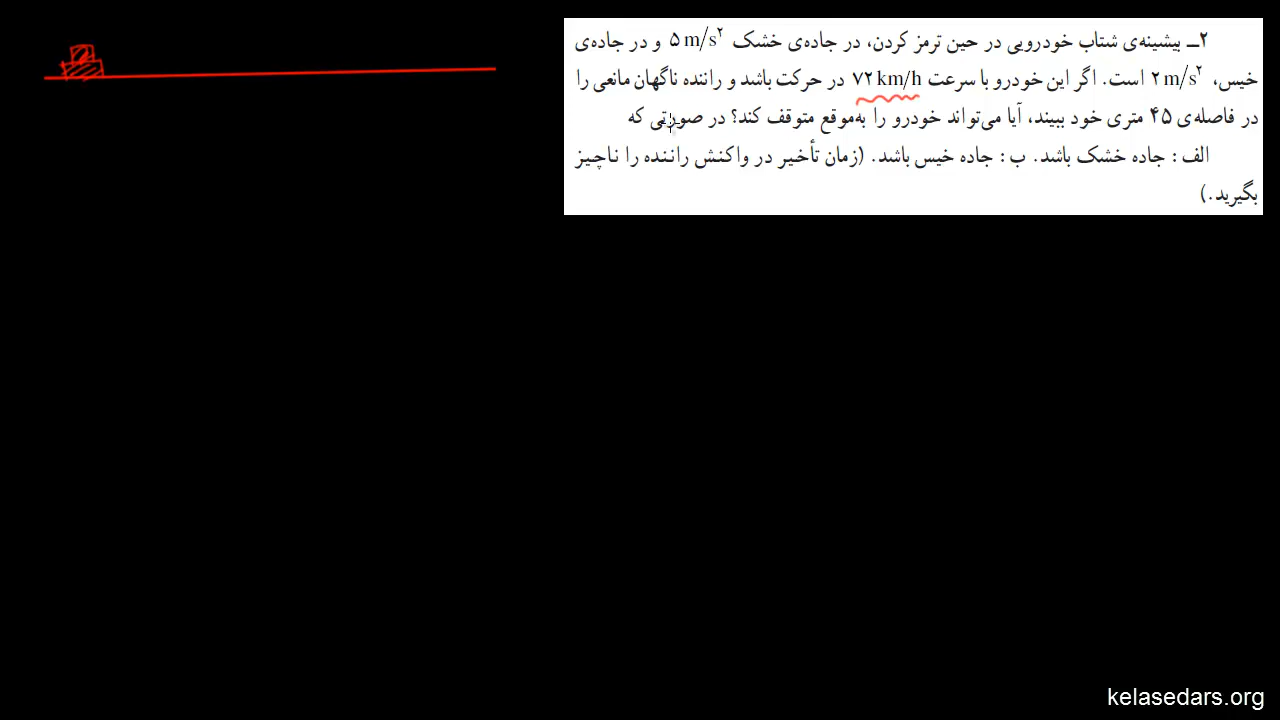 ۲ــ بیشینه‌ی شتاب خودرویی در حین ترمز کردن، در جاده‌ی خشک ۵ m/s۲ و در جاده‌ی
خیس، ۲ m/s۲ است. اگر این خودرو با سرعت ۷۲ km/h در حرکت باشد و راننده ناگهان مانعی را
در فاصله‌ی ۴۵ متری خود ببیند، آیا می‌تواند خودرو را به‌موقع متوقف کند؟ در صورتی که
الف : جاده خشک باشد. ب : جاده خیس باشد. (زمان تأخیر در واکنش راننده را ناچیز
بگیرید.)
kelasedars.org